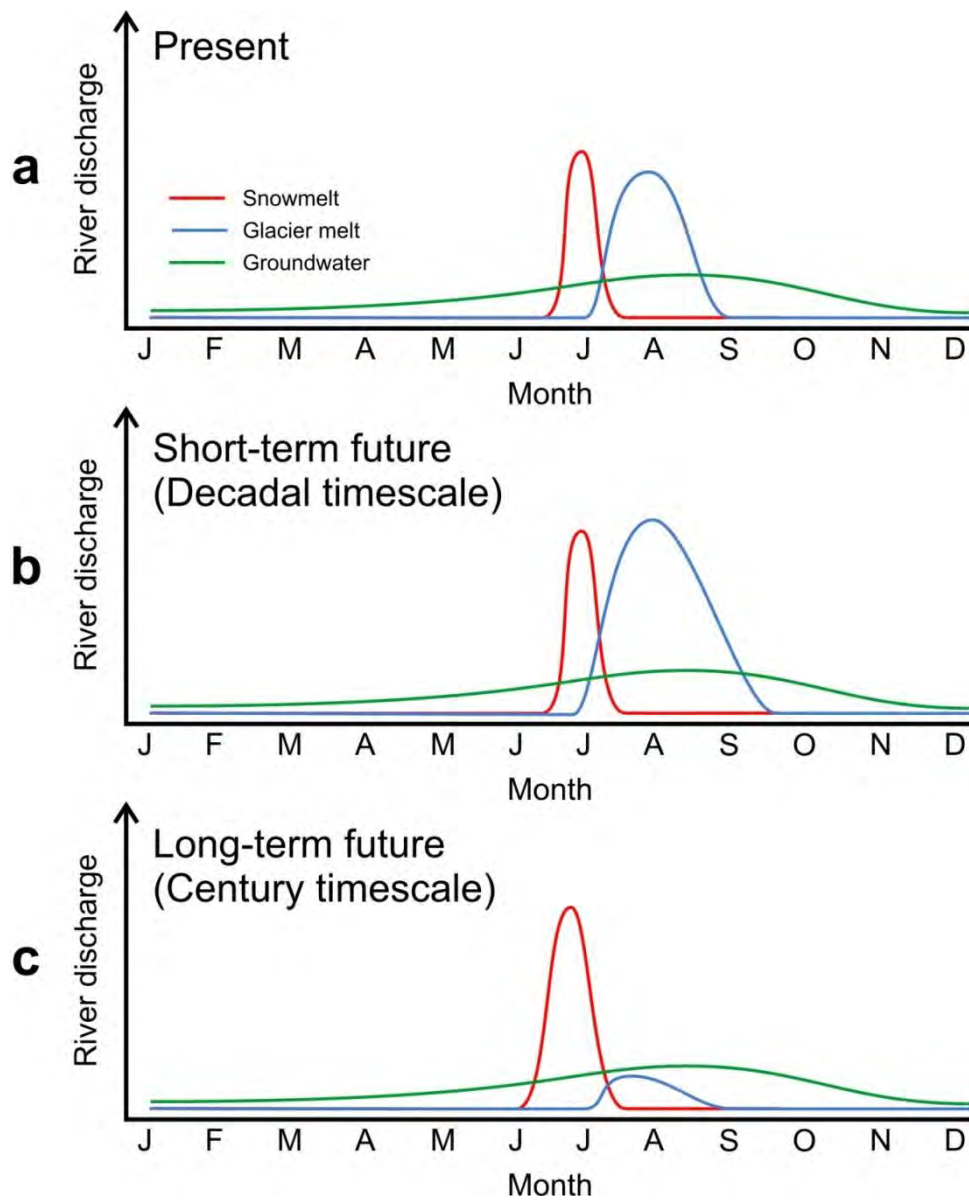 a
Present
River discharge
Snowmelt
Glacier melt
Groundwater
J F M A M J J A S O N D
Month
b
Short-term future
(Decadal timescale)
River discharge
J F M A M J J A S O N D
Month
c
Long-term future
(Century timescale)
River discharge
J F M A M J J A S O N D
Month